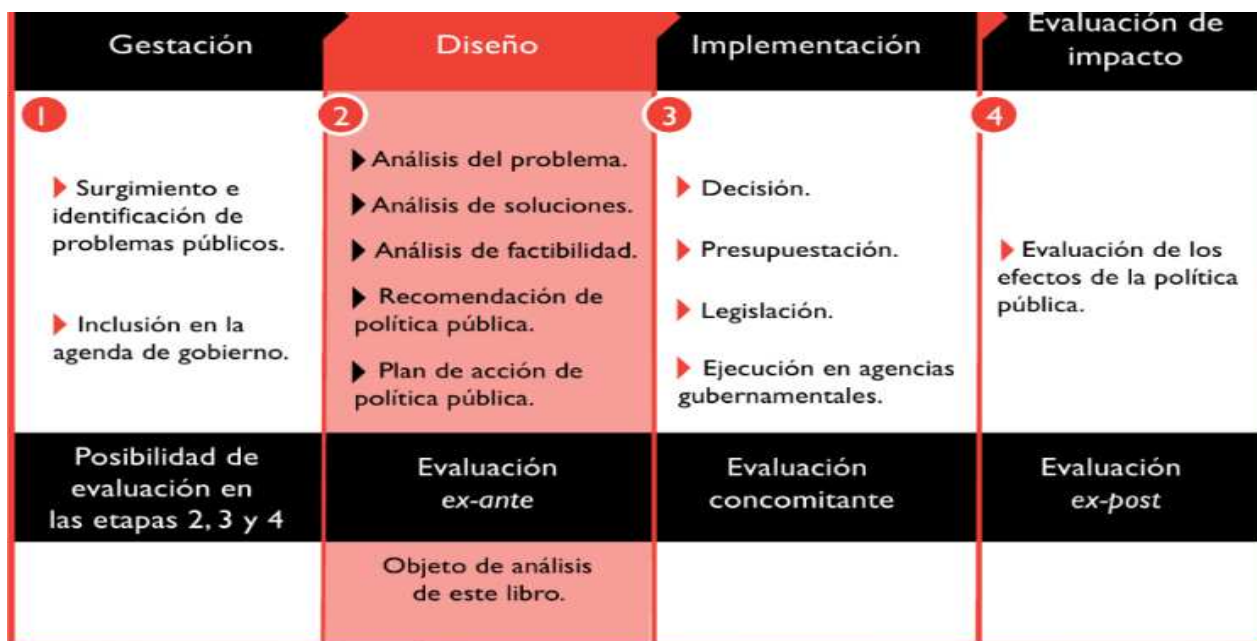 Gestación
Diseño
Implementación
Evaluación de
impacto
1
Surgimiento e
identificación de
problemas públicos.
Inclusión en la
agenda de gobierno.
2
Análisis del problema.
Análisis de soluciones.
Análisis de factibilidad.
Recomendación de
política pública.
Plan de acción de
política pública.
3
Decisión.
Presupuestación.
Legislación.
Ejecución en agencias
gubernamentales.
4
Evaluación de los
efectos de la política
pública.
Posibilidad de
evaluación en
las etapas 2, 3 y 4
Evaluación
ex-ante
Evaluación
concomitante
Evaluación
ex-post
Objeto de análisis
de este libro.